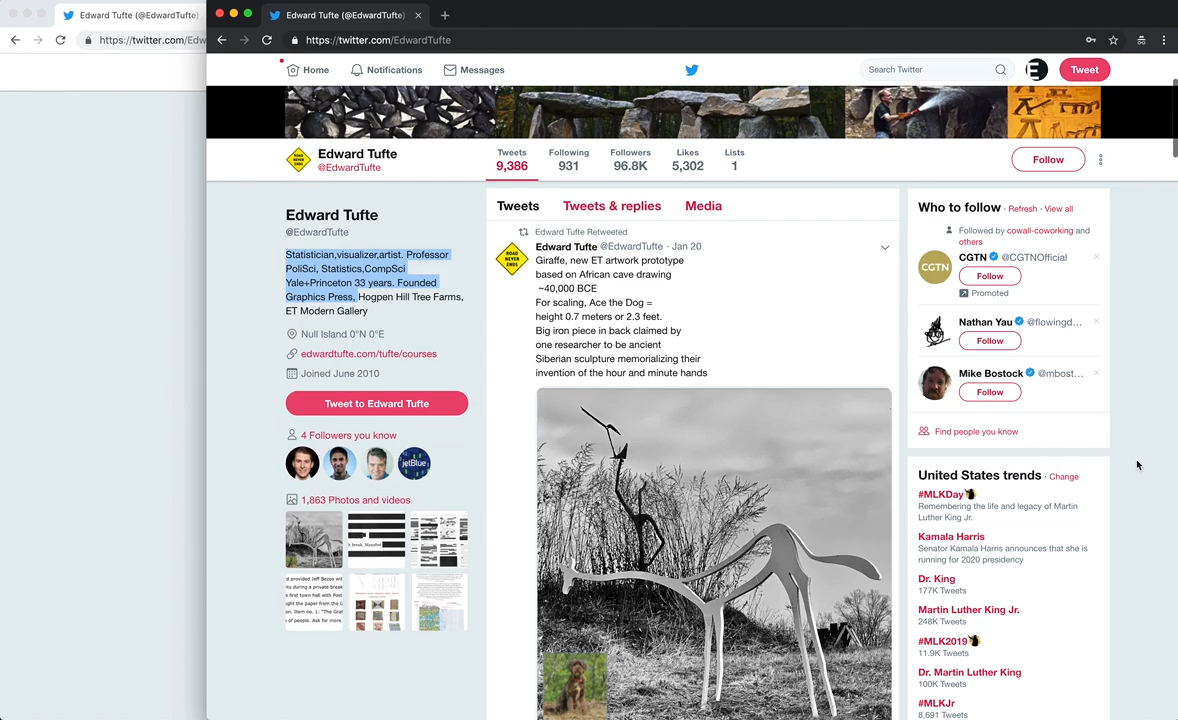 Edward Tufte (@EdwardTufte)
https://twitter.com/Edw
Edward Tufte (@EdwardTufte)
https://twitter.com/EdwardTufte
Home
Notifications
Messages
Search Twitter
Tweet
Edward Tufte
@EdwardTufte
Tweets
9,386
Following
931
Followers
96.8K
Likes
5,302
Lists
1
Follow
Edward Tufte
@EdwardTufte
Statistician,visualizer,artist. Professor
PoliSci, Statistics,CompSci
Yale+Princeton 33 years. Founded
Graphics Press, Hogpen Hill Tree Farms,
ET Modern Gallery
Null Island 0°N 0°E
edwardtufte.com/tufte/courses
Joined June 2010
Tweet to Edward Tufte
4 Followers you know
jetBlue
1,863 Photos and videos
Tweets
Tweets & replies
Media
Edward Tufte Retweeted
ROAD NEVER ENDS
Edward Tufte @EdwardTufte · Jan 20
Giraffe, new ET artwork prototype
based on African cave drawing
~40,000 BCE
For scaling, Ace the Dog =
height 0.7 meters or 2.3 feet.
Big iron piece in back claimed by
one researcher to be ancient
Siberian sculpture memorializing their
invention of the hour and minute hands
Who to follow · Refresh · View all
Followed by cowall-coworking and
others
CGTN @CGTNOfficial
CGTN
Follow
Promoted
Nathan Yau @flowingd...
Follow
Mike Bostock @mbost...
Follow
Find people you know
United States trends · Change
#MLKDay
Remembering the life and legacy of Martin
Luther King Jr.
Kamala Harris
Senator Kamala Harris announces that she is
running for 2020 presidency
Dr. King
177K Tweets
Martin Luther King Jr.
248K Tweets
#MLK2019
11.9K Tweets
Dr. Martin Luther King
100K Tweets
#MLKJr
8,691 Tweets